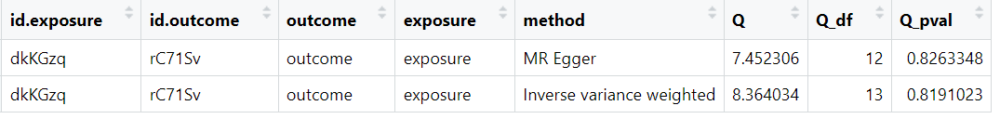 id.exposure id.outcome outcome exposure method Q Q_df Q_pval
dkKGzq rC71Sv outcome exposure MR Egger 7.452306 12 0.8263348
dkKGzq rC71Sv outcome exposure Inverse variance weighted 8.364034 13 0.8191023